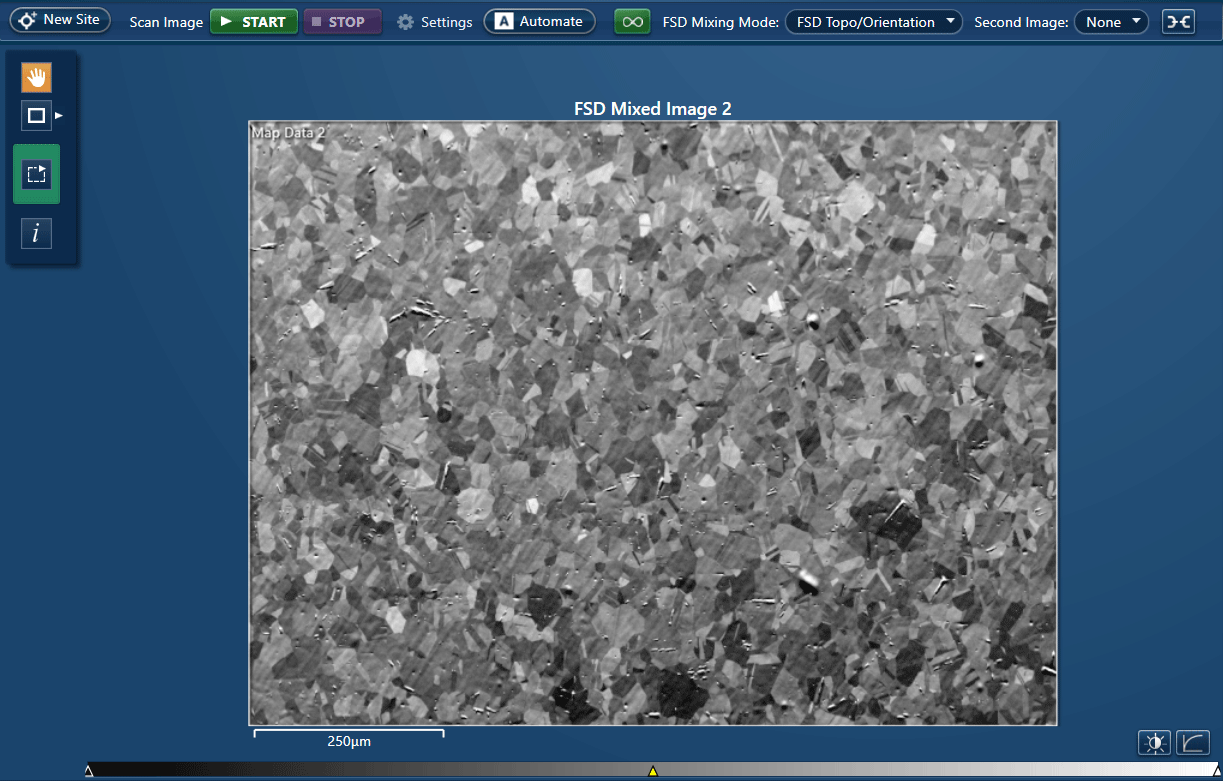 New Site Scan Image START STOP Settings A Automate FSD Mixing Mode: FSD Topo/Orientation Second Image: None
FSD Mixed Image 2
Map Data 2
i
250µm